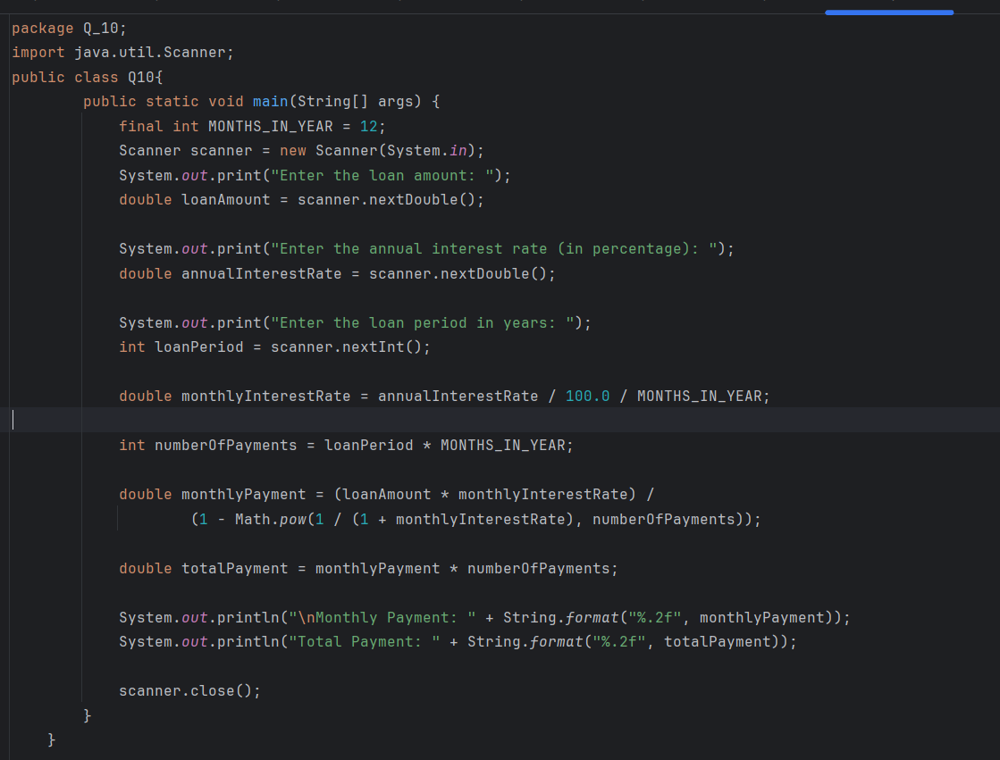 package Q_10;
import java.util.Scanner;
public class Q10{
        public static void main(String[] args) {
            final int MONTHS_IN_YEAR = 12;
            Scanner scanner = new Scanner(System.in);
            System.out.print("Enter the loan amount: ");
            double loanAmount = scanner.nextDouble();

            System.out.print("Enter the annual interest rate (in percentage): ");
            double annualInterestRate = scanner.nextDouble();

            System.out.print("Enter the loan period in years: ");
            int loanPeriod = scanner.nextInt();

            double monthlyInterestRate = annualInterestRate / 100.0 / MONTHS_IN_YEAR;

            int numberOfPayments = loanPeriod * MONTHS_IN_YEAR;

            double monthlyPayment = (loanAmount * monthlyInterestRate) /
                    (1 - Math.pow(1 / (1 + monthlyInterestRate), numberOfPayments));

            double totalPayment = monthlyPayment * numberOfPayments;

            System.out.println("\nMonthly Payment: " + String.format("%.2f", monthlyPayment));
            System.out.println("Total Payment: " + String.format("%.2f", totalPayment));

            scanner.close();
        }
    }